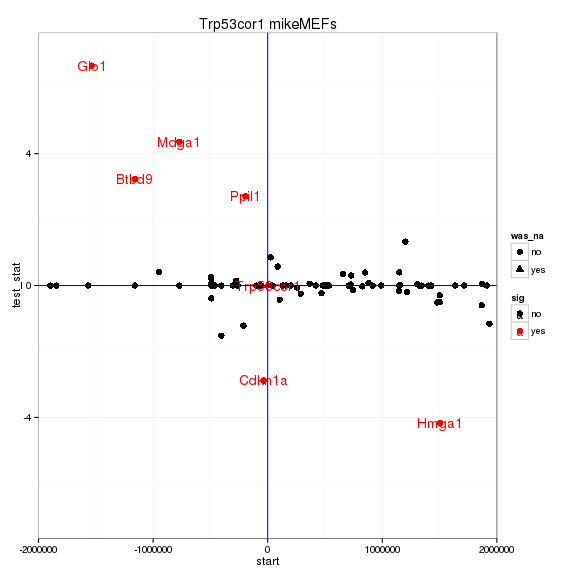 Trp53cor1 mikeMEFs
Glo1
Mdga1
4
Btbd9
Ppil1
was_na
no
yes
test_stat
0
Trp53cor1
sig
no
yes
Cdkn1a
-4
Hmga1
-2000000 -1000000 0 1000000 2000000
start